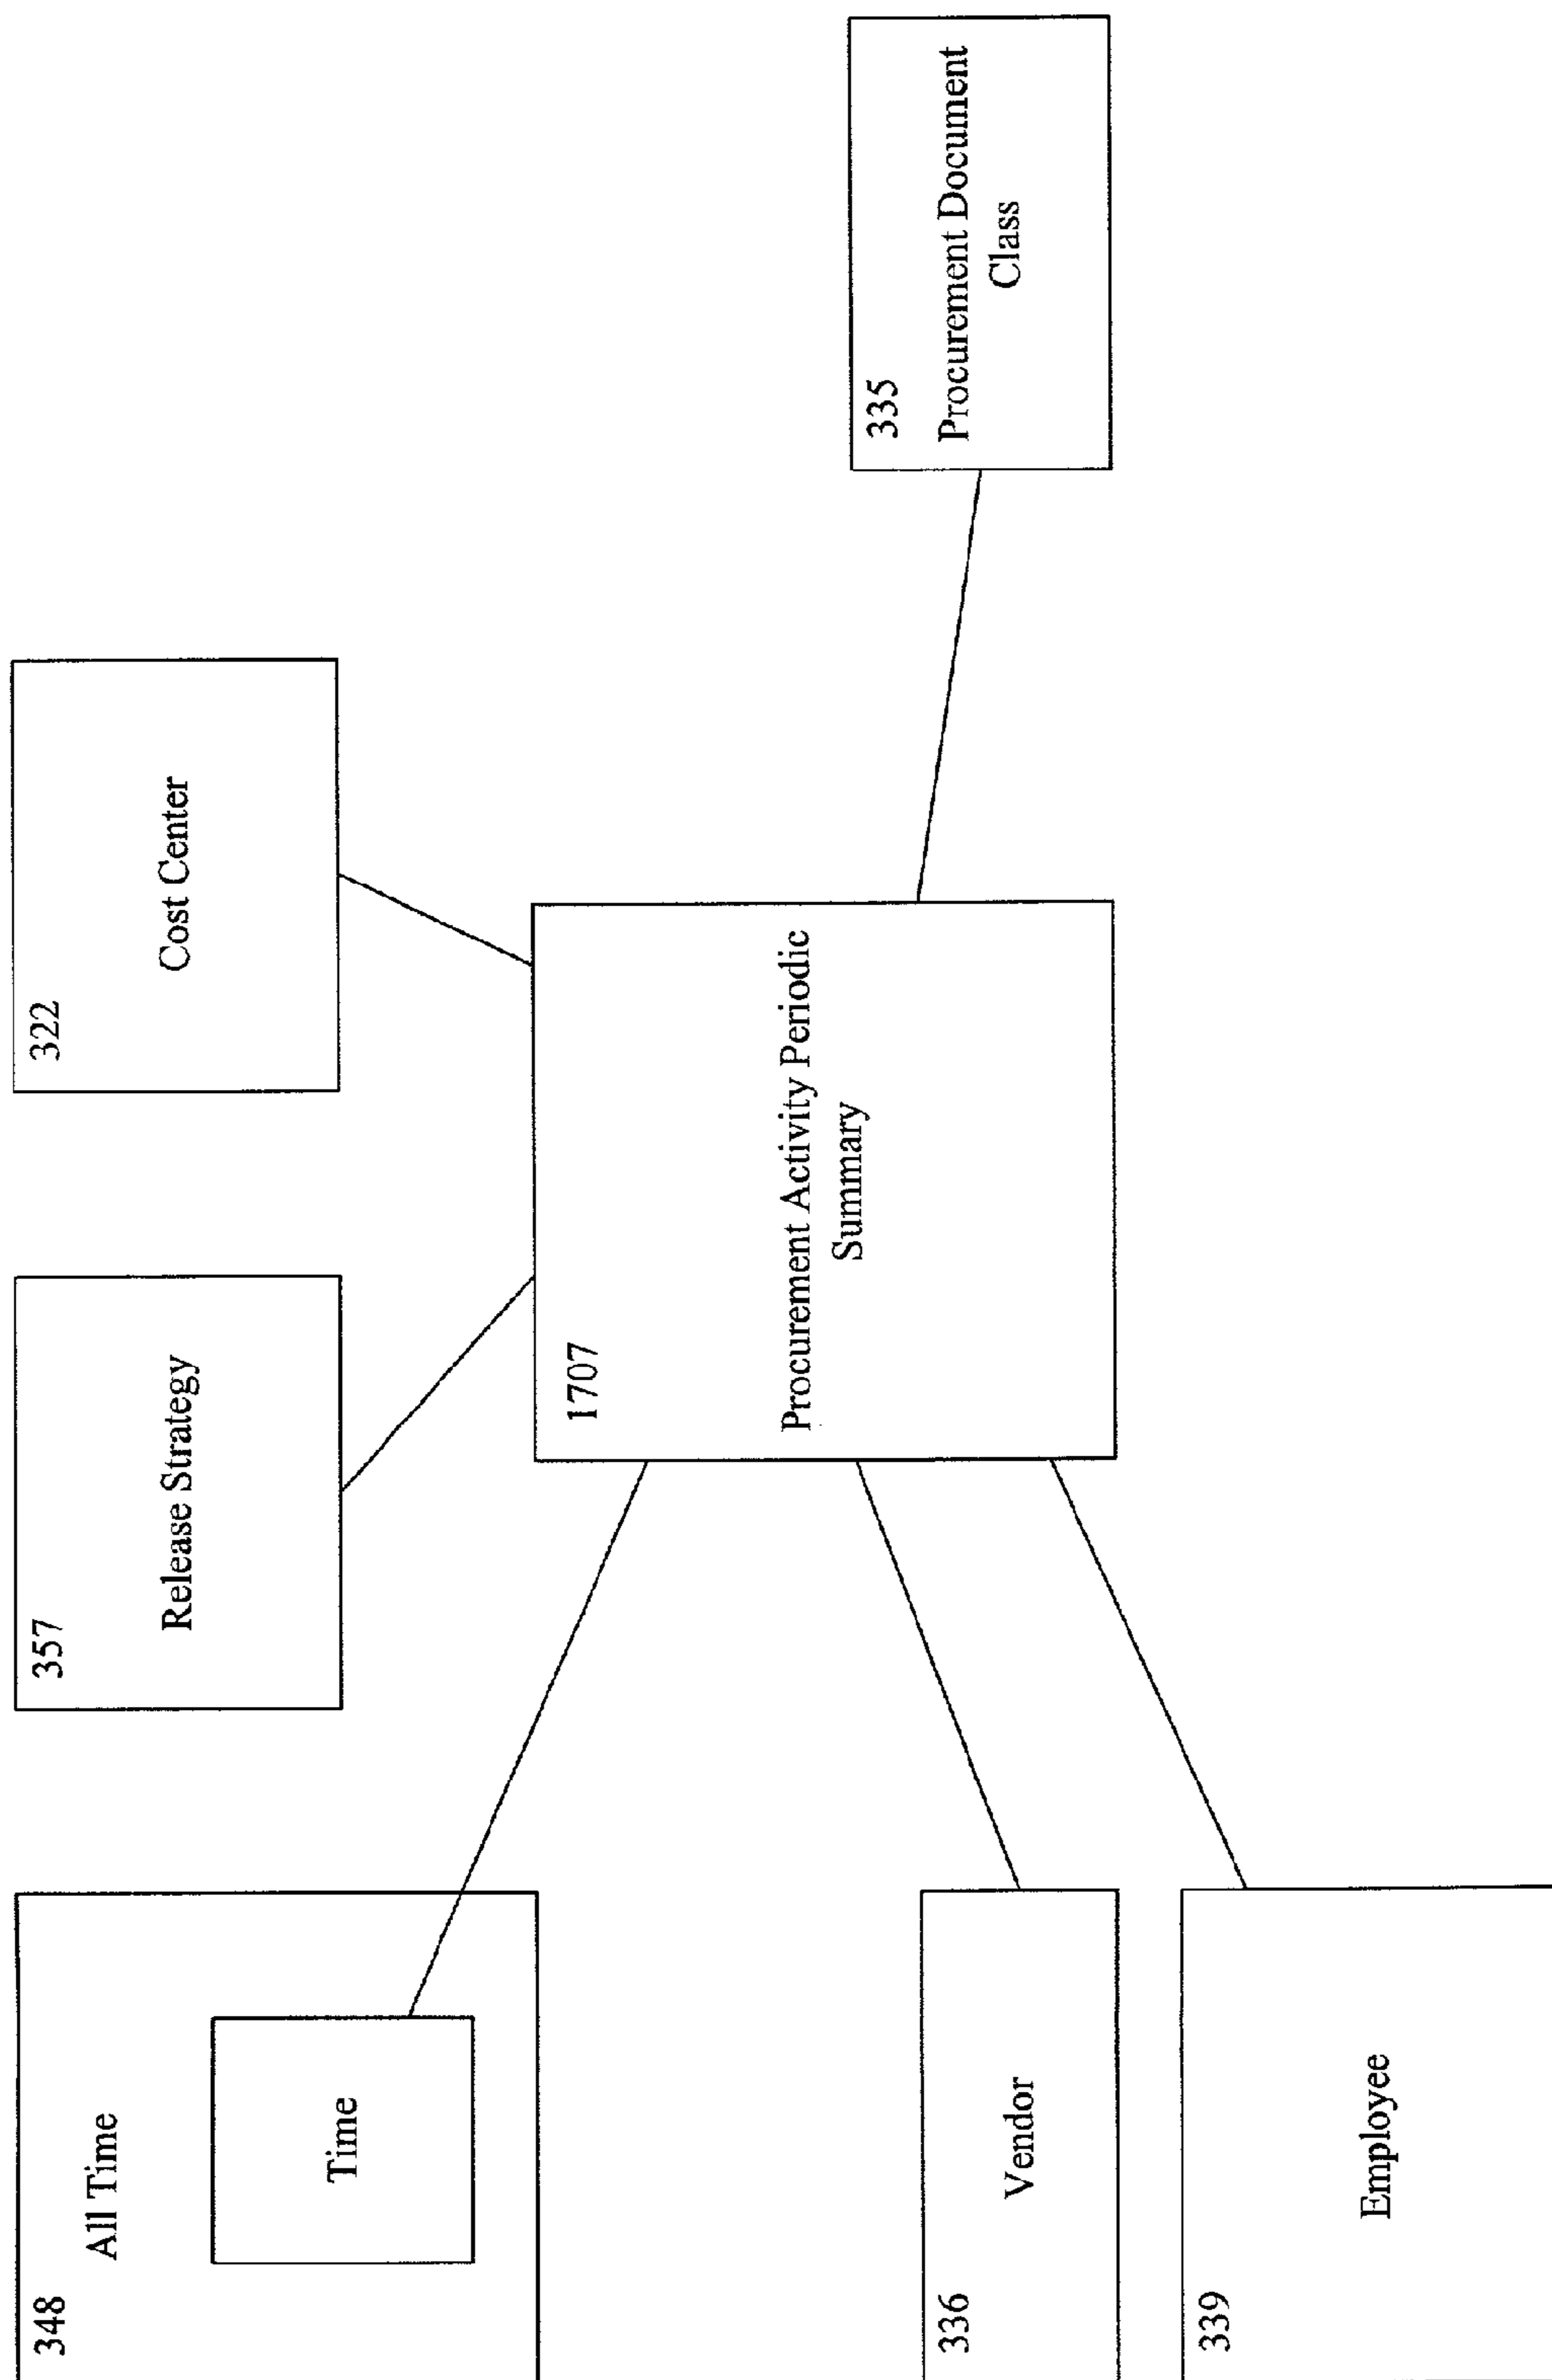 348
All Time
Time
357
Release Strategy
322
Cost Center
1707
Procurement Activity Periodic
Summary
336
Vendor
335
Procurement Document
Class
339
Employee